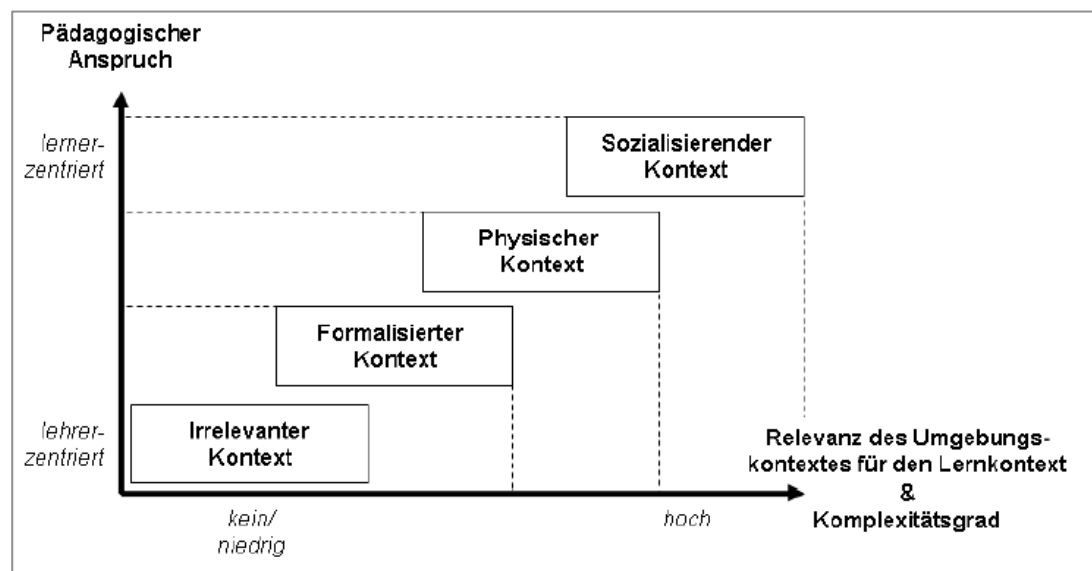 Pädagogischer
Anspruch
lerner-
zentriert
Sozialisierender
Kontext
Physischer
Kontext
Formalisierter
Kontext
lehrer-
zentriert
Irrelevanter
Kontext
Relevanz des Umgebungs-
kontextes für den Lernkontext
&
Komplexitätsgrad
kein/
niedrig
hoch